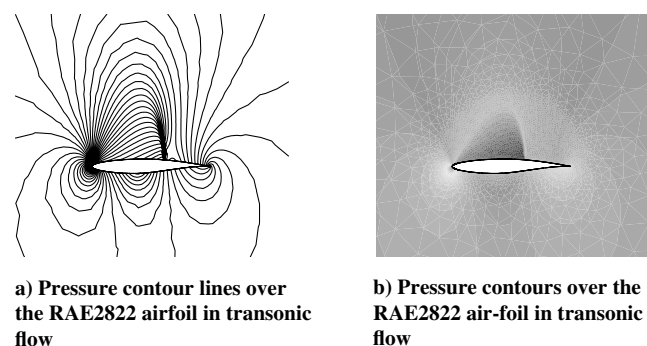 a) Pressure contour lines over
the RAE2822 airfoil in transonic
flow
b) Pressure contours over the
RAE2822 air-foil in transonic
flow